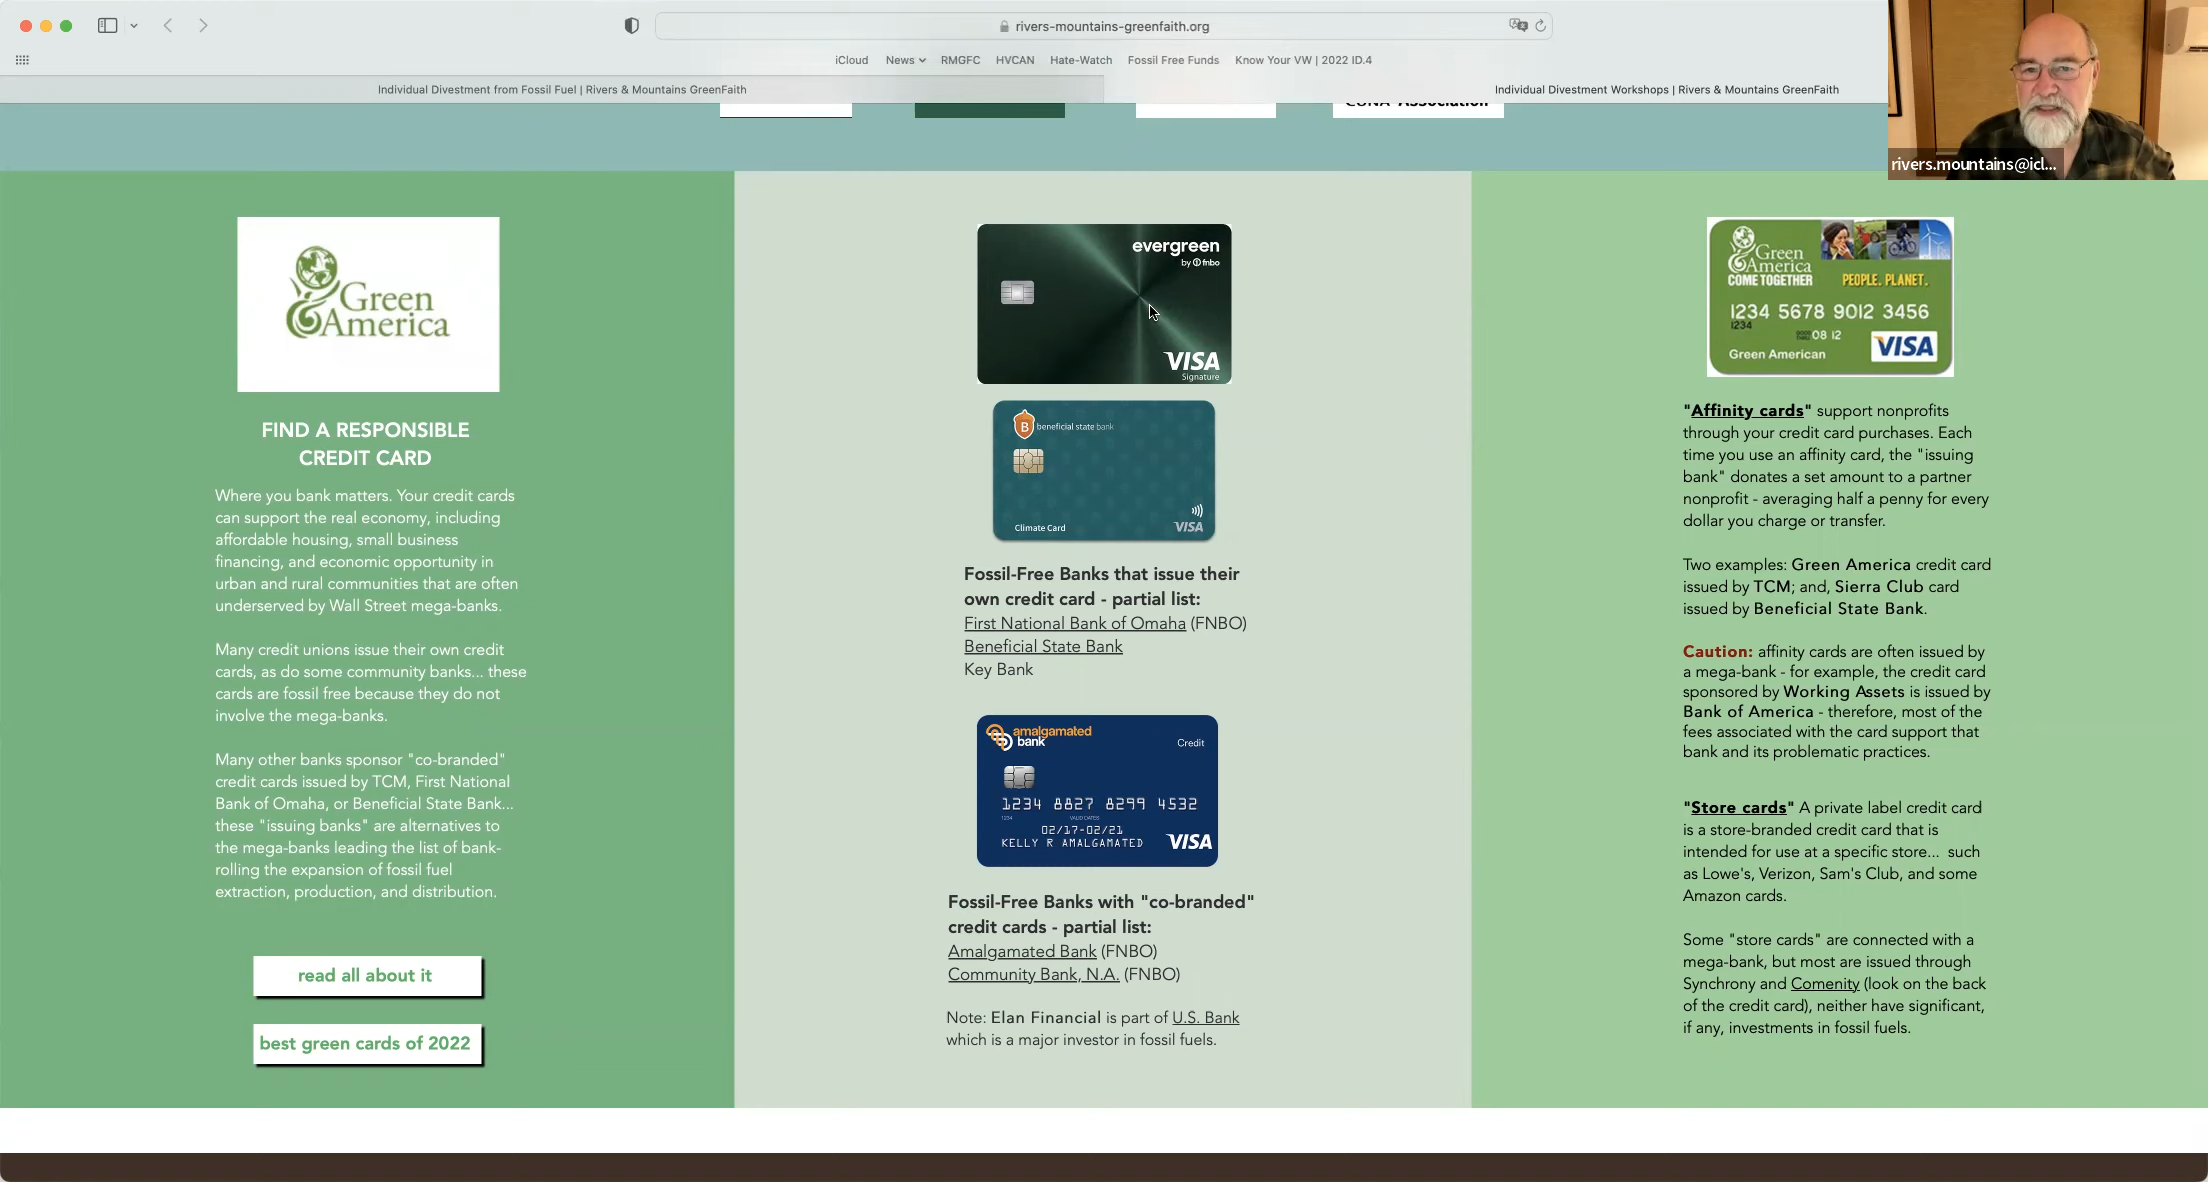 rivers-mountains-greenfaith.org
iCloud News RMGFC HVCAN Hate-Watch Fossil Free Funds Know Your VW | 2022 ID.4
Individual Divestment from Fossil Fuel | Rivers & Mountains GreenFaith
Individual Divestment Workshops | Rivers & Mountains GreenFaith
rivers.mountains@icl...
Green
America
FIND A RESPONSIBLE
CREDIT CARD
Where you bank matters. Your credit cards
can support the real economy, including
affordable housing, small business
financing, and economic opportunity in
urban and rural communities that are often
underserved by Wall Street mega-banks.
Many credit unions issue their own credit
cards, as do some community banks... these
cards are fossil free because they do not
involve the mega-banks.
Many other banks sponsor "co-branded"
credit cards issued by TCM, First National
Bank of Omaha, or Beneficial State Bank...
these "issuing banks" are alternatives to
the mega-banks leading the list of bank-
rolling the expansion of fossil fuel
extraction, production, and distribution.
read all about it
best green cards of 2022
evergreen
by fnbo
VISA
Signature
B beneficial state bank
Climate Card
VISA
Fossil-Free Banks that issue their
own credit card - partial list:
First National Bank of Omaha (FNBO)
Beneficial State Bank
Key Bank
amalgamated
bank
Credit
1234 8827 8299 4532
1234 VALID DATES
02/17-02/21
KELLY R AMALGAMATED
VISA
Fossil-Free Banks with "co-branded"
credit cards - partial list:
Amalgamated Bank (FNBO)
Community Bank, N.A. (FNBO)
Note: Elan Financial is part of U.S. Bank
which is a major investor in fossil fuels.
Green
America
COME TOGETHER
PEOPLE. PLANET.
1234 5678 9012 3456
1234
08 12
Green American
VISA
"Affinity cards" support nonprofits
through your credit card purchases. Each
time you use an affinity card, the "issuing
bank" donates a set amount to a partner
nonprofit - averaging half a penny for every
dollar you charge or transfer.
Two examples: Green America credit card
issued by TCM; and, Sierra Club card
issued by Beneficial State Bank.
Caution: affinity cards are often issued by
a mega-bank - for example, the credit card
sponsored by Working Assets is issued by
Bank of America - therefore, most of the
fees associated with the card support that
bank and its problematic practices.
"Store cards" A private label credit card
is a store-branded credit card that is
intended for use at a specific store... such
as Lowe's, Verizon, Sam's Club, and some
Amazon cards.
Some "store cards" are connected with a
mega-bank, but most are issued through
Synchrony and Comenity (look on the back
of the credit card), neither have significant,
if any, investments in fossil fuels.